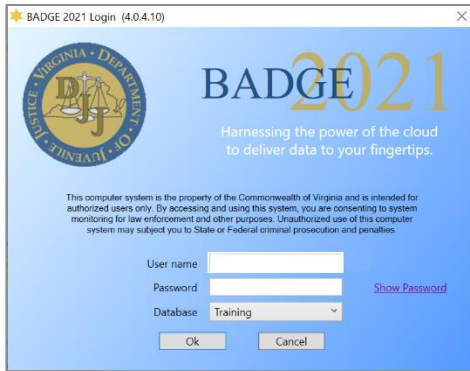 BADGE 2021 Login (4.0.4.10)
VIRGINIA • DEPARTMENT OF JUVENILE • JUSTICE
DJJ
BADGE 2021
Harnessing the power of the cloud
to deliver data to your fingertips.
This computer system is the property of the Commonwealth of Virginia and is intended for
authorized users only. By accessing and using this system, you are consenting to system
monitoring for law enforcement and other purposes. Unauthorized use of this computer
system may subject you to State or Federal criminal prosecution and penalties.
User name
Password
Show Password
Database
Training
Ok
Cancel